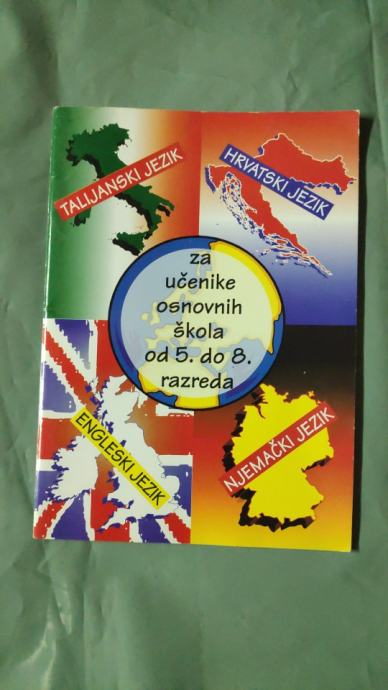 TALIJANSKI JEZIK
HRVATSKI JEZIK
za
učenike
osnovnih
škola
od 5. do 8.
razreda
ENGLESKI JEZIK
NJEMAČKI JEZIK